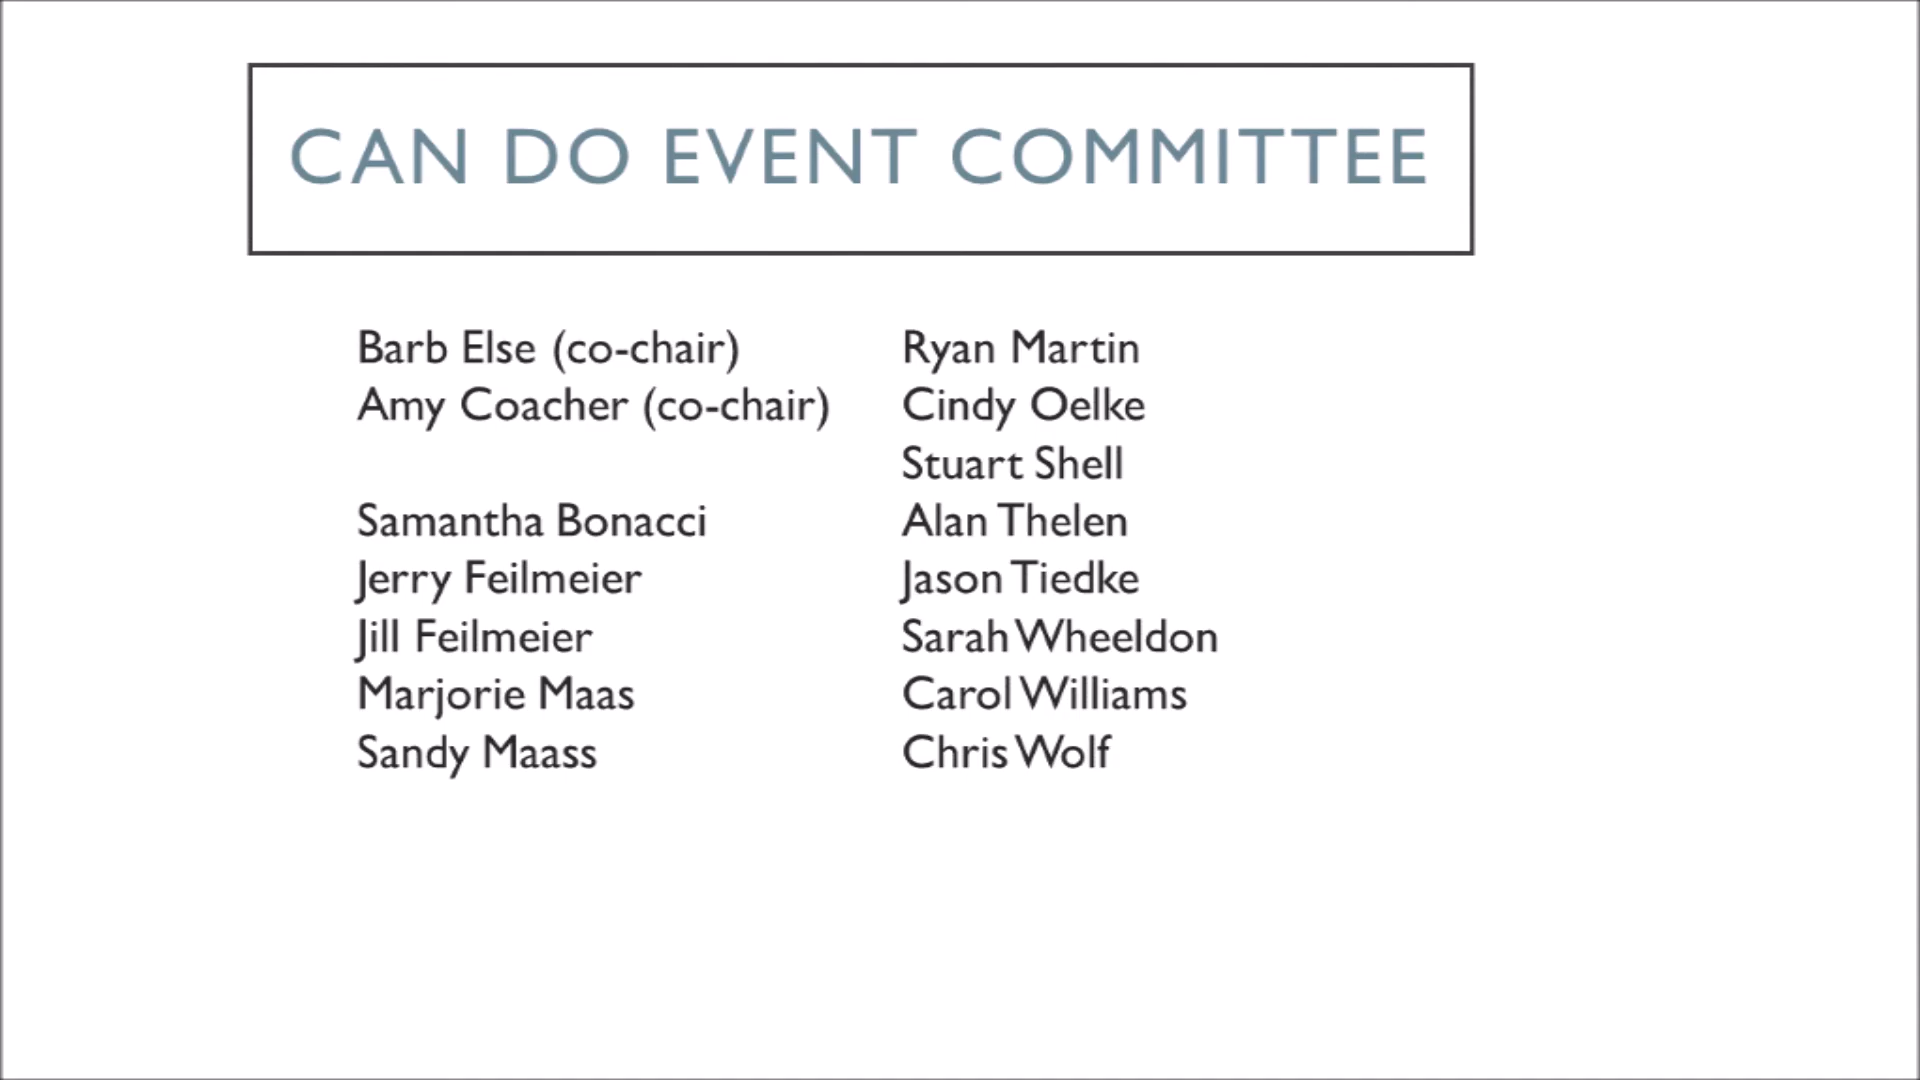 CAN DO EVENT COMMITTEE
Barb Else (co-chair)
Amy Coacher (co-chair)
Samantha Bonacci
Jerry Feilmeier
Jill Feilmeier
Marjorie Maas
Sandy Maass
Ryan Martin
Cindy Oelke
Stuart Shell
Alan Thelen
Jason Tiedke
Sarah Wheeldon
Carol Williams
Chris Wolf